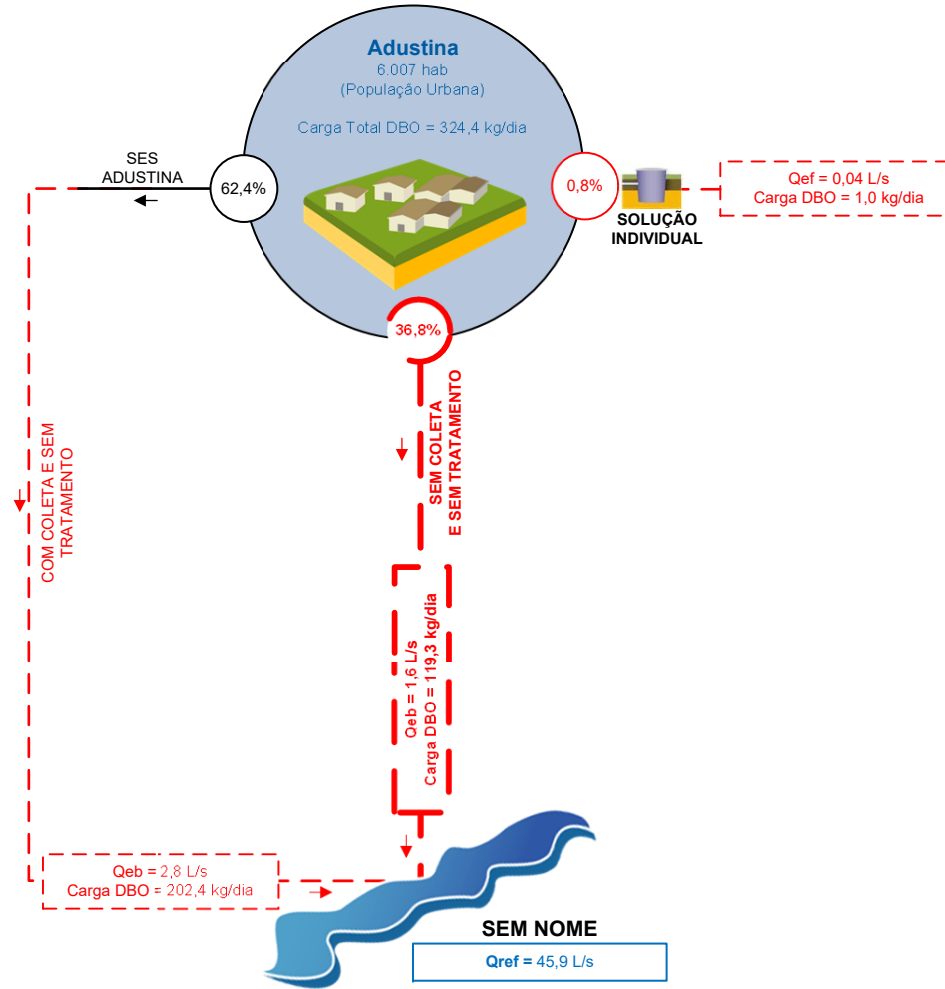 Adustina
6.007 hab
(População Urbana)
Carga Total DBO = 324,4 kg/dia
SES
ADUSTINA
62,4%
0,8%
SOLUÇÃO
INDIVIDUAL
Qef = 0,04 L/s
Carga DBO = 1,0 kg/dia
36,8%
COM COLETA E SEM
TRATAMENTO
SEM COLETA
E SEM TRATAMENTO
Qeb = 1,6 L/s
Carga DBO = 119,3 kg/dia
Qeb = 2,8 L/s
Carga DBO = 202,4 kg/dia
SEM NOME
Qref = 45,9 L/s